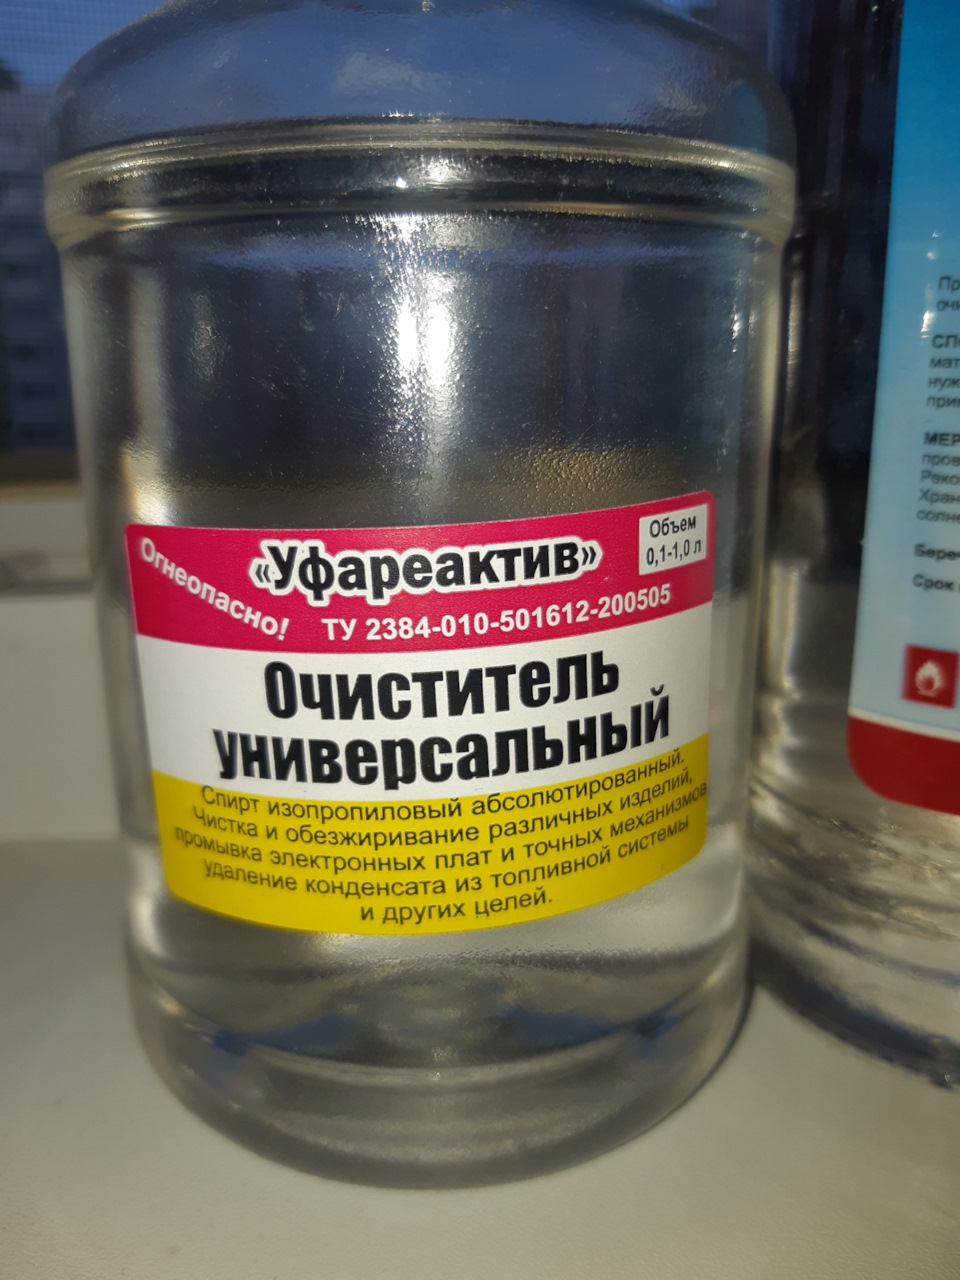 Огнеопасно!
«Уфареактив»
Объем
0,1-1,0 л
ТУ 2384-010-501612-200505
Очиститель
универсальный
Спирт изопропиловый абсолютированный.
Чистка и обезжиривание различных изделий,
промывка электронных плат и точных механизмов
удаление конденсата из топливной системы
и других целей.